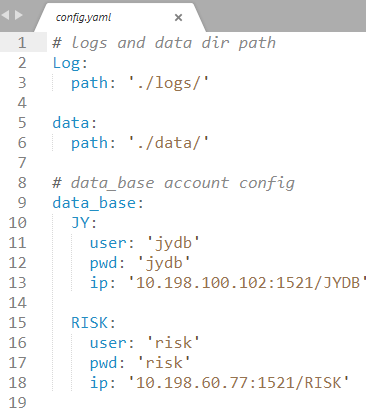 config.yaml
1 # logs and data dir path
2 Log:
3   path: './logs/'
4
5 data:
6   path: './data/'
7
8 # data_base account config
9 data_base:
10   JY:
11     user: 'jydb'
12     pwd: 'jydb'
13     ip: '10.198.100.102:1521/JYDB'
14
15   RISK:
16     user: 'risk'
17     pwd: 'risk'
18     ip: '10.198.60.77:1521/RISK'
19